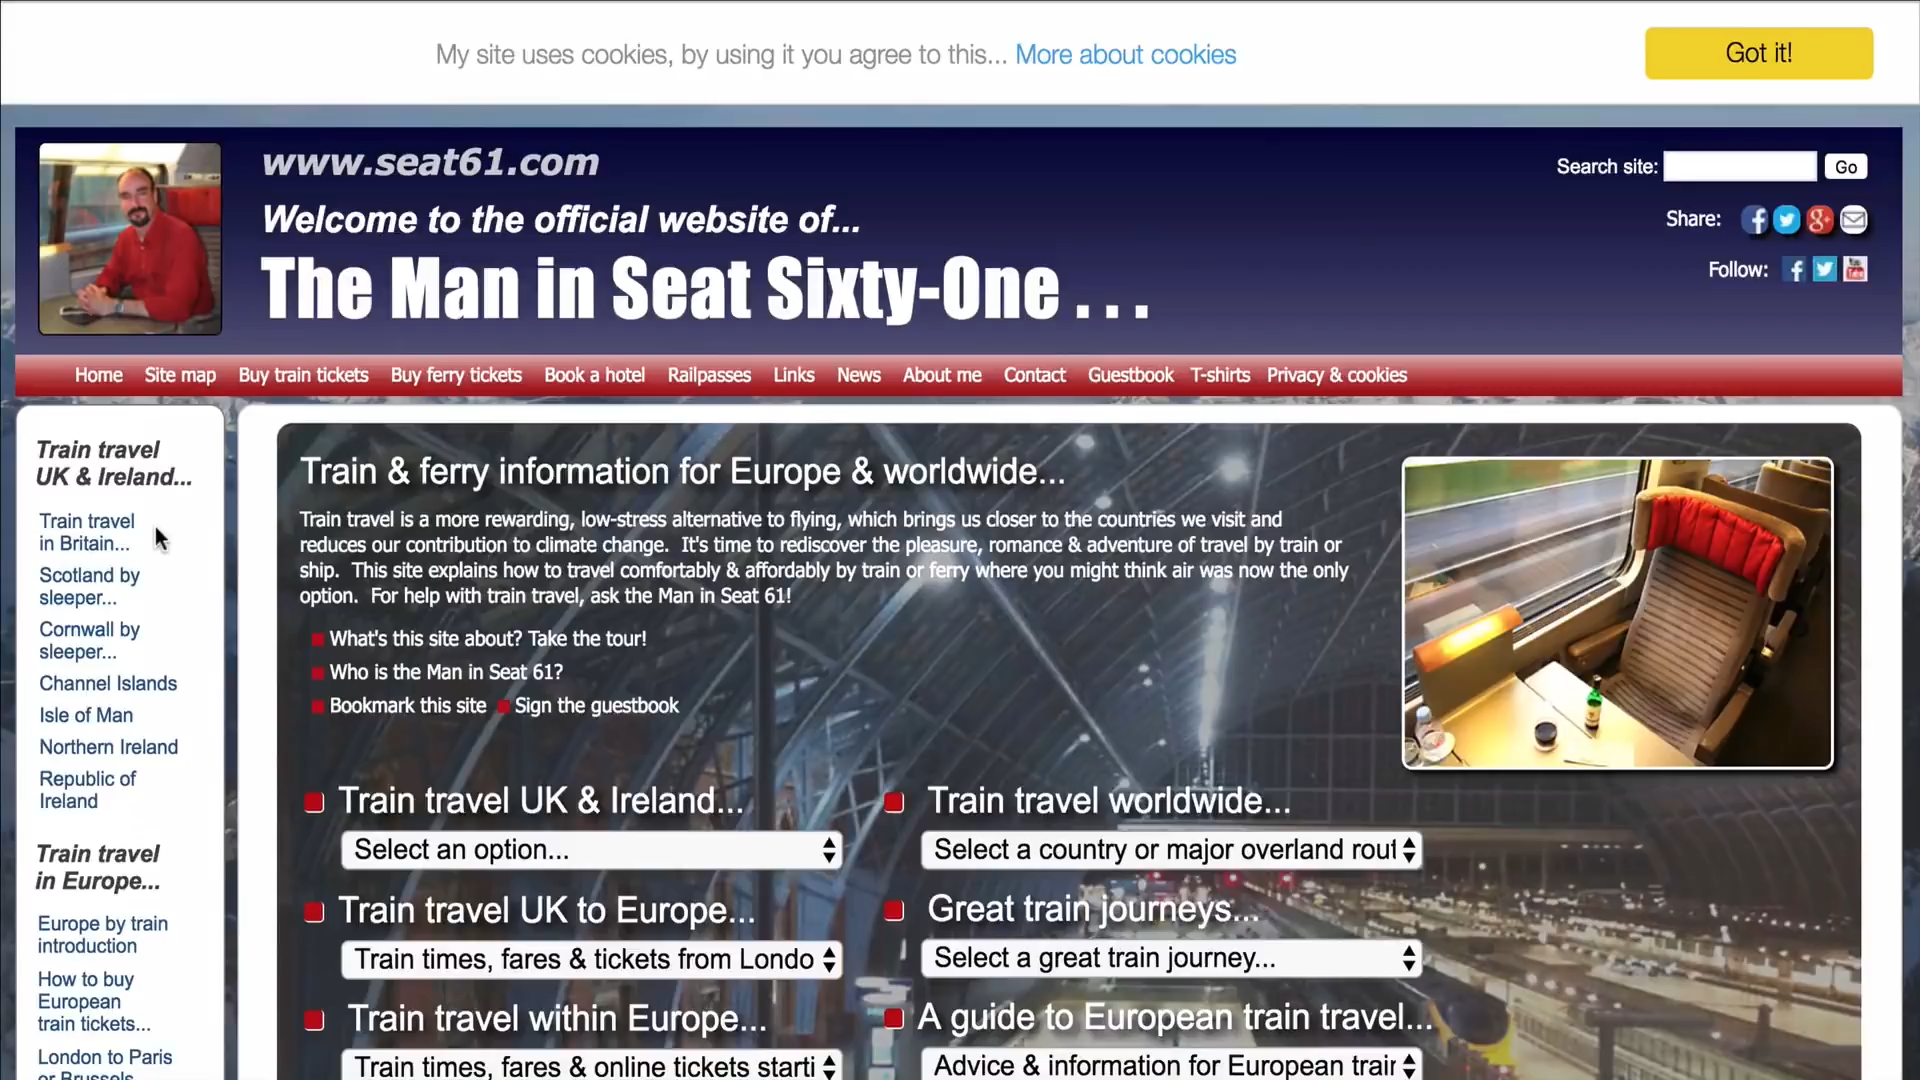 My site uses cookies, by using it you agree to this... More about cookies
Got it!
www.seat61.com
Welcome to the official website of...
The Man in Seat Sixty-One . . .
Search site:
Go
Share:
Follow:
Home Site map Buy train tickets Buy ferry tickets Book a hotel Railpasses Links News About me Contact Guestbook T-shirts Privacy & cookies
Train travel
UK & Ireland...
Train travel
in Britain...
Scotland by
sleeper...
Cornwall by
sleeper...
Channel Islands
Isle of Man
Northern Ireland
Republic of
Ireland
Train travel
in Europe...
Europe by train
introduction
How to buy
European
train tickets...
London to Paris
or Brussels
Train & ferry information for Europe & worldwide...
Train travel is a more rewarding, low-stress alternative to flying, which brings us closer to the countries we visit and
reduces our contribution to climate change. It's time to rediscover the pleasure, romance & adventure of travel by train or
ship. This site explains how to travel comfortably & affordably by train or ferry where you might think air was now the only
option. For help with train travel, ask the Man in Seat 61!
What's this site about? Take the tour!
Who is the Man in Seat 61?
Bookmark this site Sign the guestbook
Train travel UK & Ireland...
Select an option...
Train travel worldwide...
Select a country or major overland rout
Train travel UK to Europe...
Train times, fares & tickets from Londo
Great train journeys...
Select a great train journey...
Train travel within Europe...
Train times, fares & online tickets starti
A guide to European train travel...
Advice & information for European train